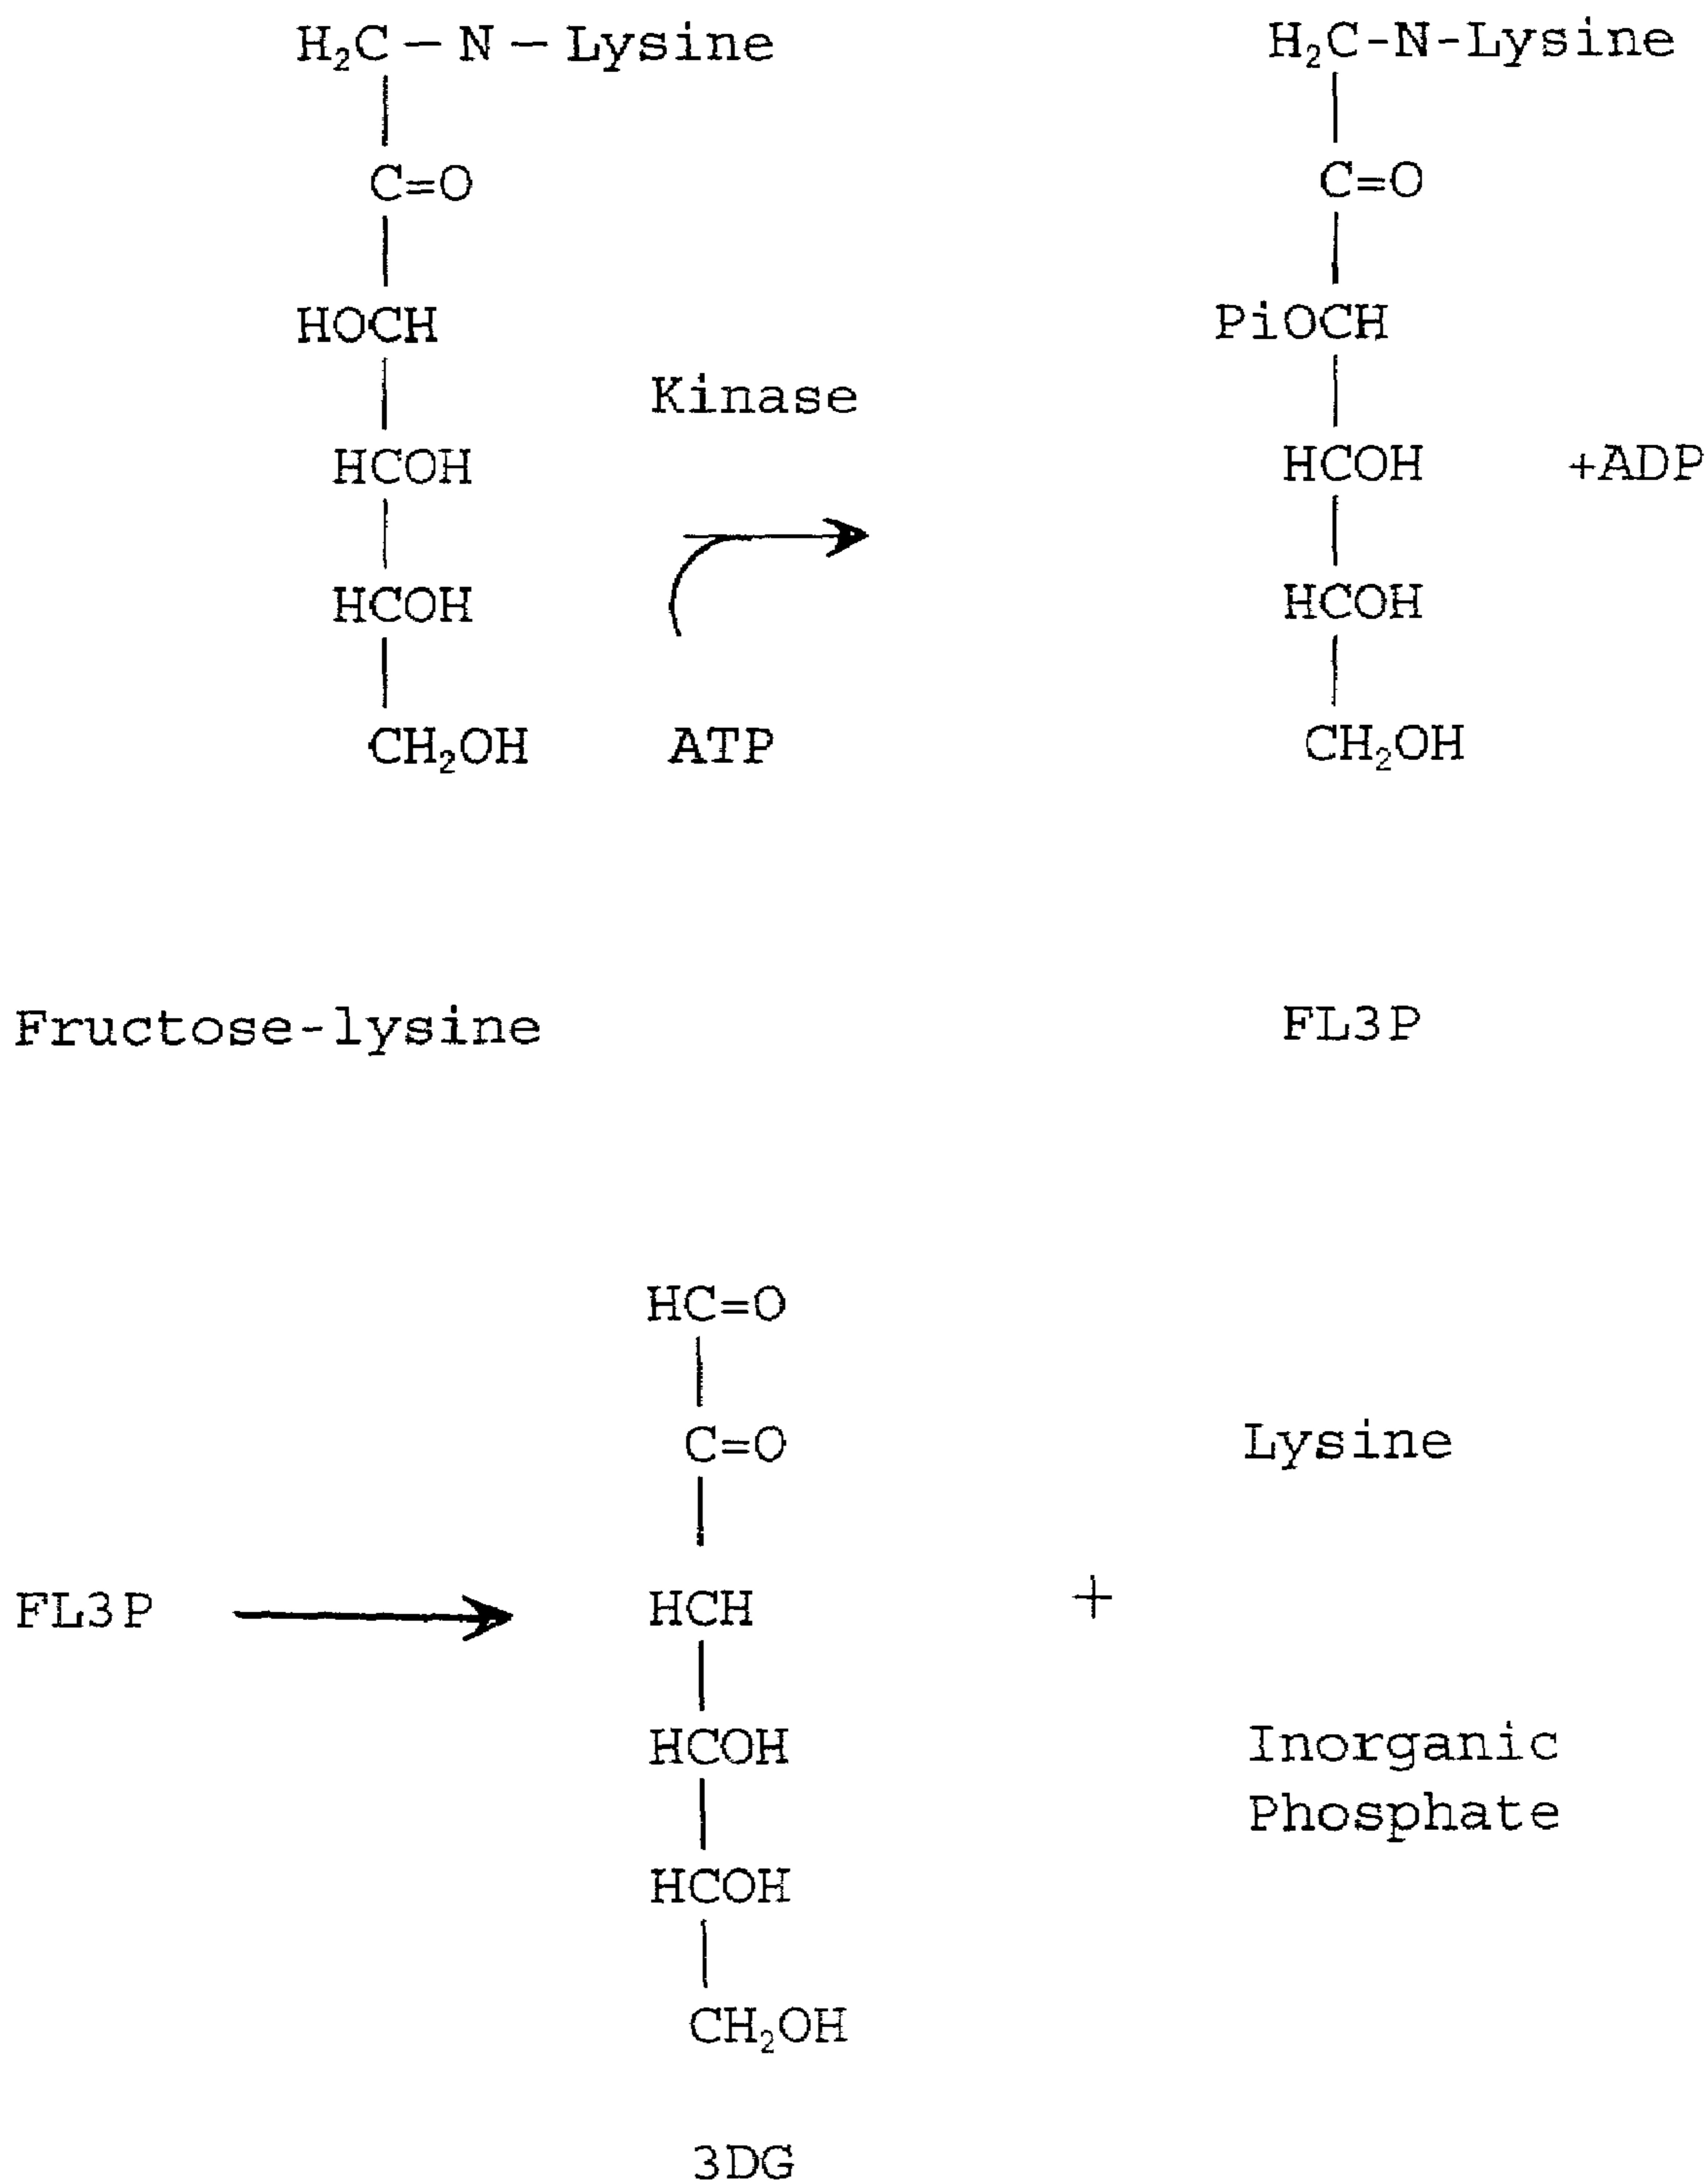 H₂C – N – Lysine
C=O
HOCH
HCOH
HCOH
CH₂OH
Kinase
ATP
H₂C-N-Lysine
C=O
PiOCH
HCOH
+ADP
HCOH
CH₂OH
Fructose-lysine
FL3P
FL3P
HC=O
C=O
HCH
HCOH
HCOH
CH₂OH
3DG
+
Lysine
Inorganic
Phosphate